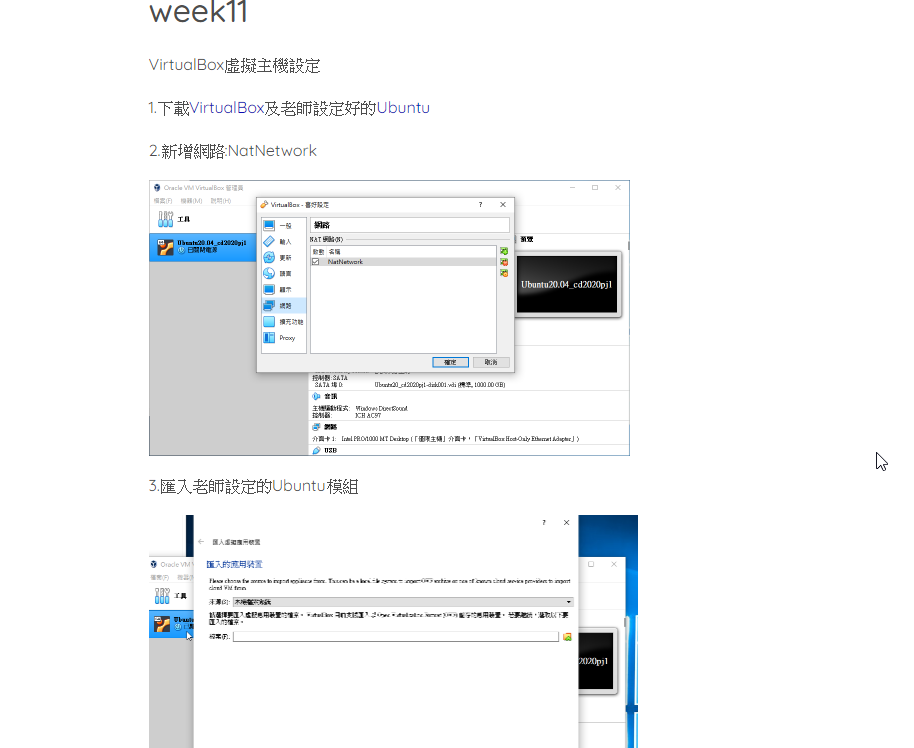 week11
VirtualBox虛擬主機設定
1.下載VirtualBox及老師設定好的Ubuntu
2.新增網路:NatNetwork
Oracle VM VirtualBox 管理員
檔案(F) 機器(M) 說明(H)
工具
Ubuntu20.04_cd2020pj1
已關閉電源
VirtualBox - 喜好設定
? ×
一般
輸入
更新
語言
顯示
網路
擴充功能
Proxy
網路
NAT 網路(N)
啟動 名稱
NatNetwork
確定 取消
預覽
Ubuntu20.04_cd2020pj1
控制器: SATA
SATA 埠 0: Ubuntu20_cd2020pj1-disk001.vdi (標準, 1000.00 GB)
音訊
主機驅動程式: Windows DirectSound
控制器: ICH AC97
網路
介面卡 1: Intel PRO/1000 MT Desktop (「僅限主機」介面卡,「VirtualBox Host-Only Ethernet Adapter」)
USB
3.匯入老師設定的Ubuntu模組
? ×
匯入虛擬應用裝置
Oracle VM V
檔案(F)
工具
匯入的應用裝置
Please choose the source to import appliance from. This can be a local file system to import OVF archive or one of known cloud service providers to import
cloud VM from.
來源(S): 本機檔案系統
匯入的檔案。
檔案(F):
2020pj1